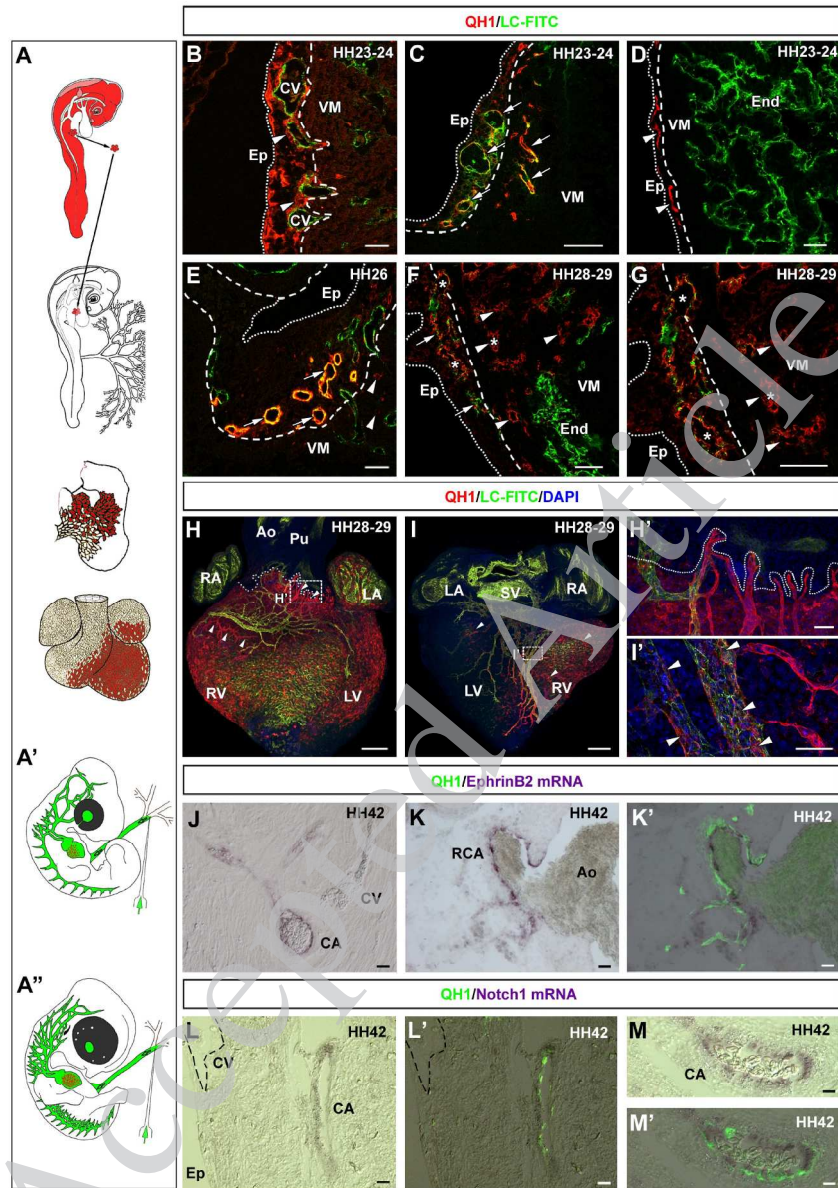 QH1/LC-FITC
A
B HH23-24
CV
VM
Ep
CV
C HH23-24
Ep
VM
D HH23-24
End
VM
Ep
E HH26
Ep
VM
F HH28-29
*
*
*
VM
Ep
End
G HH28-29
*
VM
*
*
Ep
QH1/LC-FITC/DAPI
H HH28-29
Ao
Pu
RA
LA
H'
RV
LV
I HH28-29
LA
SV
RA
I'
LV
RV
H'
I'
A'
QH1/EphrinB2 mRNA
J HH42
CV
CA
K HH42
RCA
Ao
K' HH42
A"
QH1/Notch1 mRNA
L HH42
CV
CA
Ep
L' HH42
M HH42
CA
M' HH42
Accepted Article